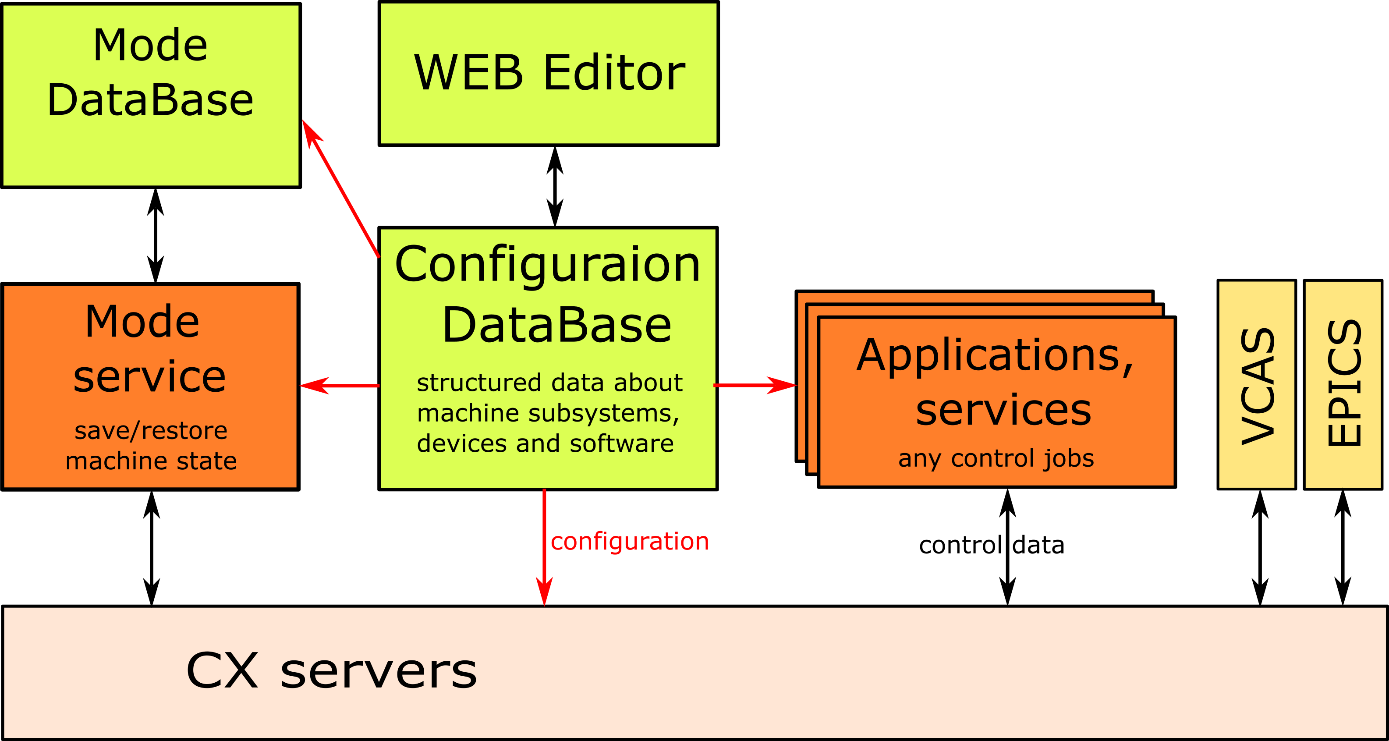 Mode
DataBase
WEB Editor
Configuraion
DataBase
structured data about
machine subsystems,
devices and software
Mode
service
save/restore
machine state
Applications,
services
any control jobs
VCAS
EPICS
configuration
control data
CX servers